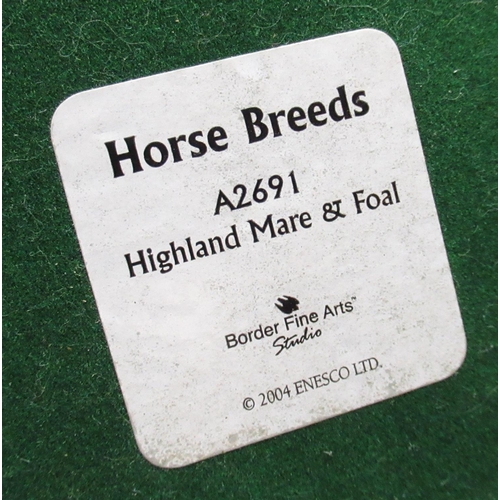 Horse Breeds
A2691
Highland Mare & Foal
Border Fine Arts™
Studio
© 2004 ENESCO LTD.